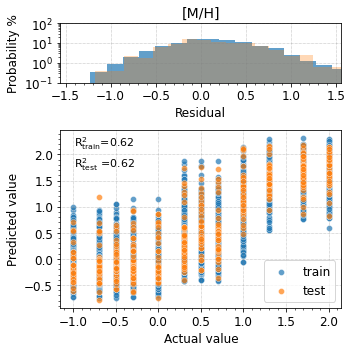 [M/H]
10²
10¹
10⁰
10⁻¹
Probability %
−1.5 −1.0 −0.5 0.0 0.5 1.0 1.5
Residual
R²train=0.62
R²test =0.62
2.0
1.5
1.0
0.5
0.0
−0.5
Predicted value
train
test
−1.0 −0.5 0.0 0.5 1.0 1.5 2.0
Actual value